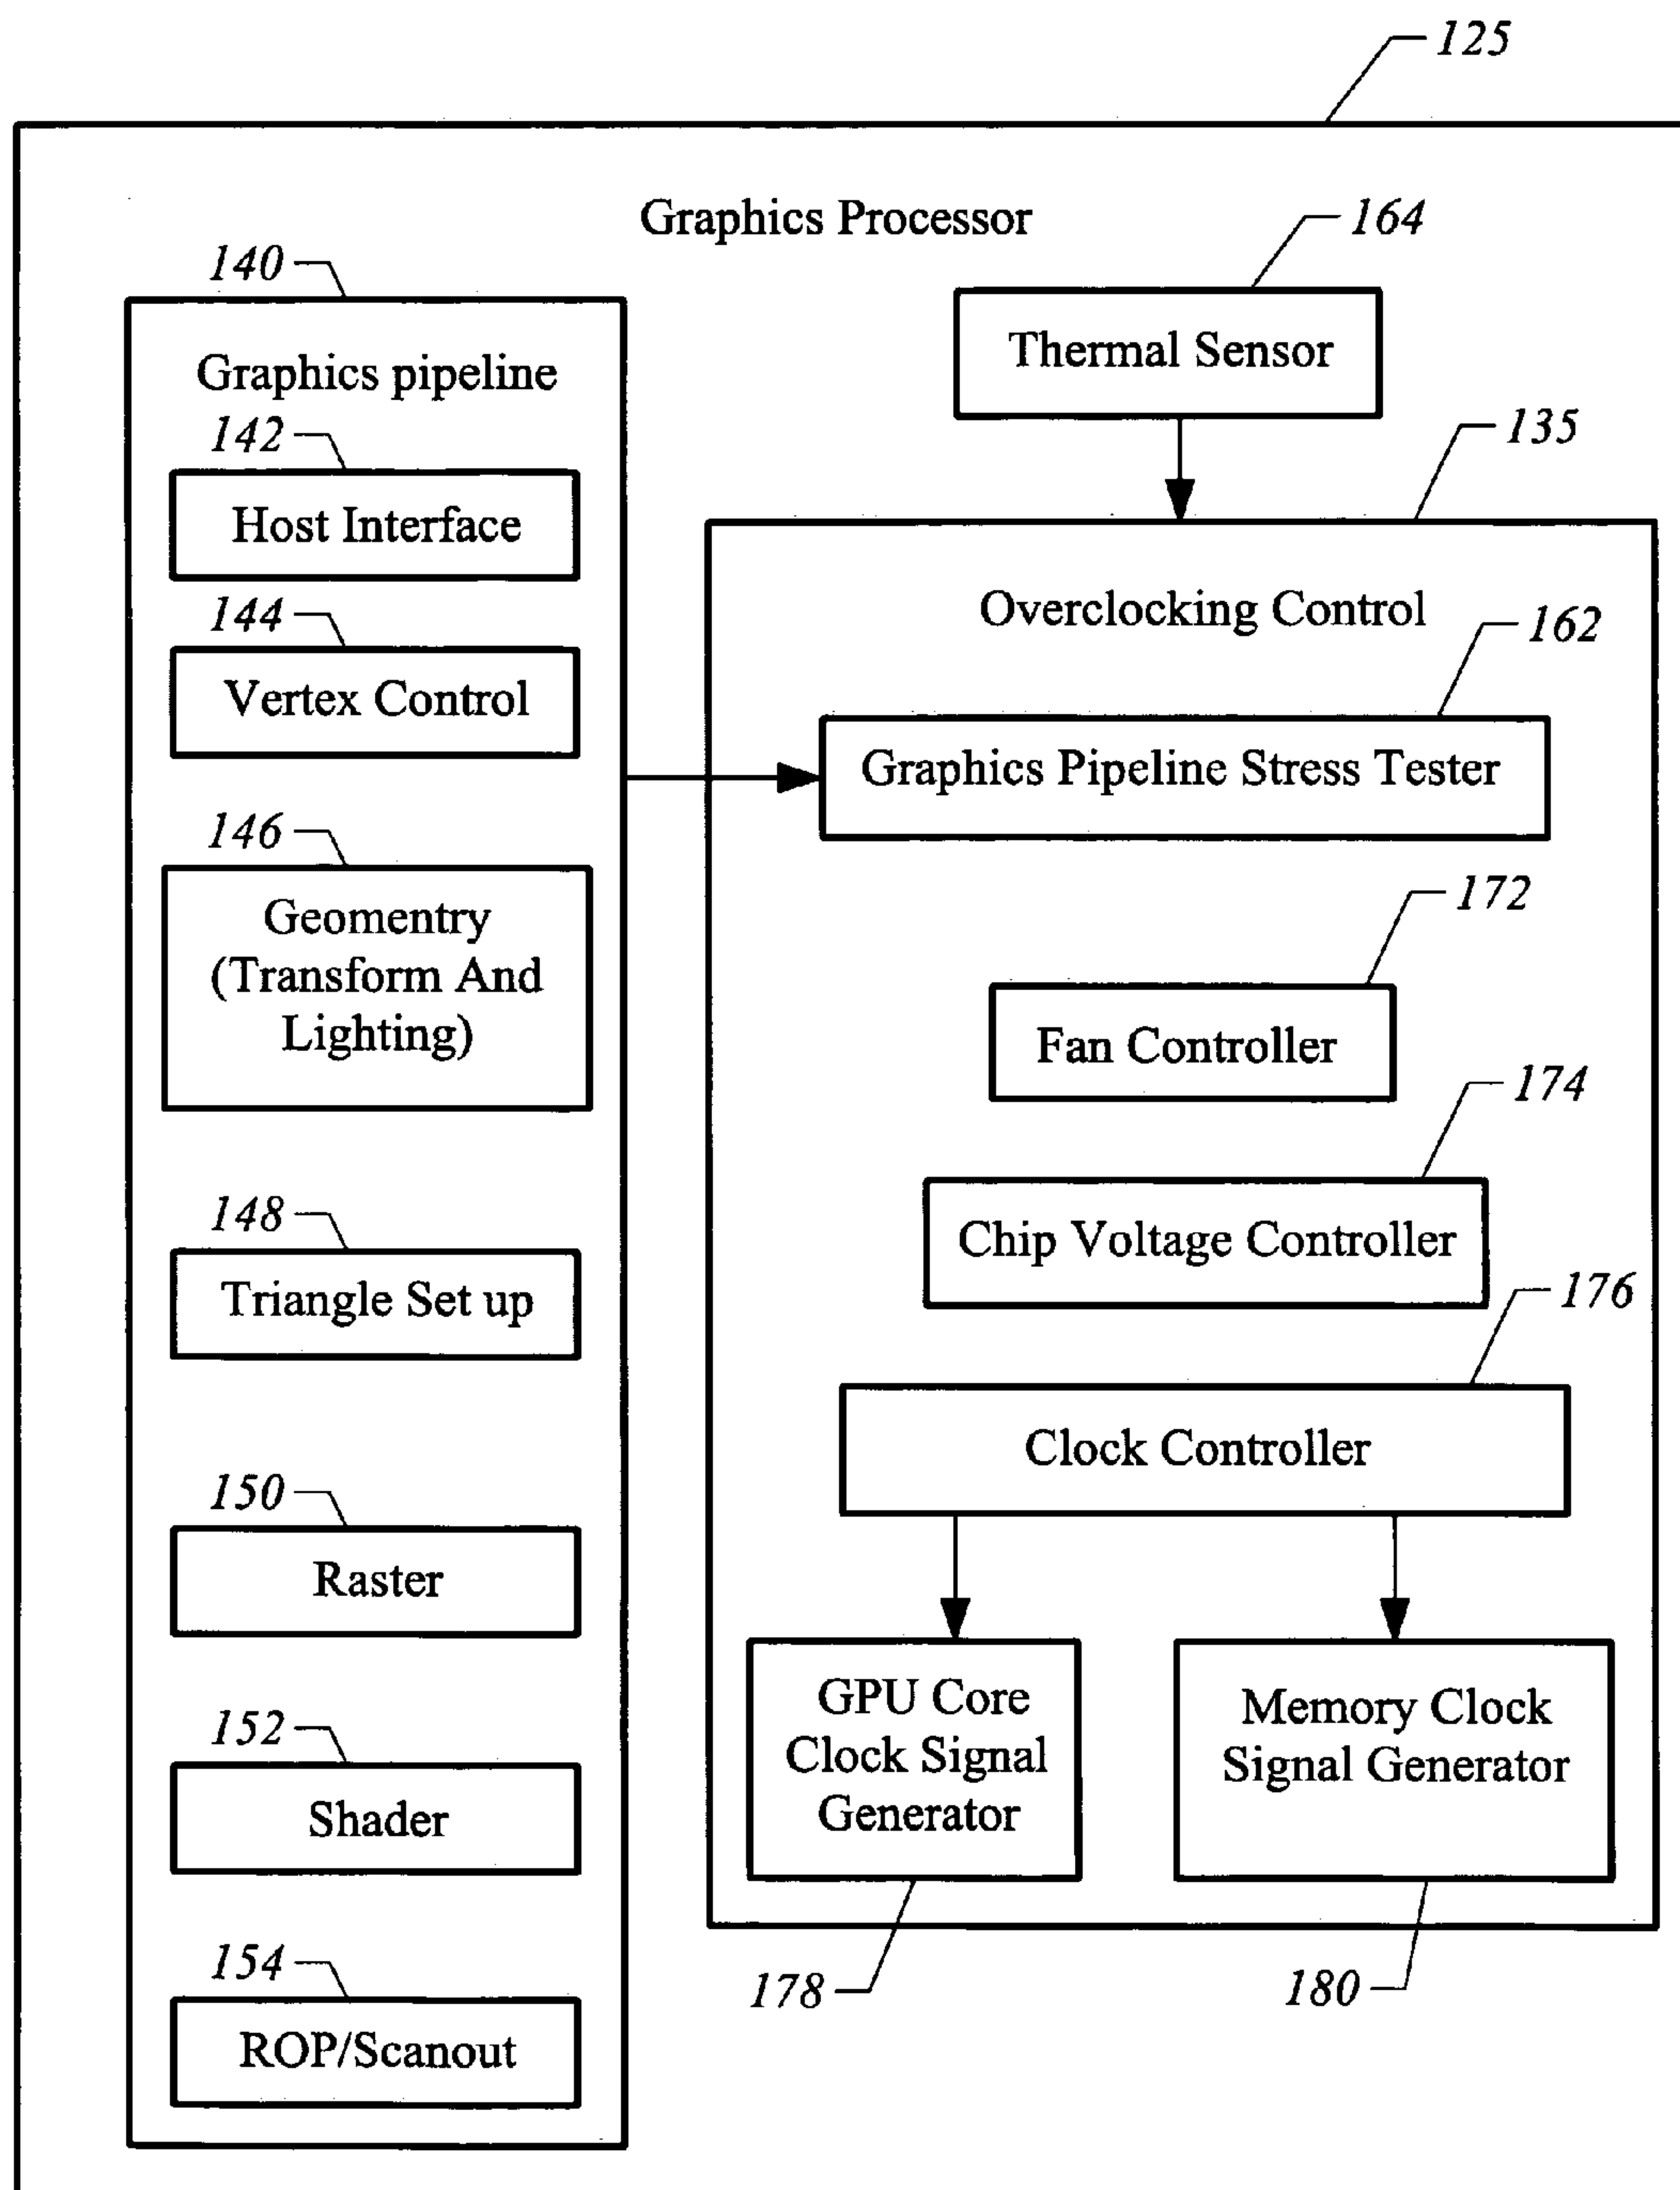 125
Graphics Processor
164
140
Thermal Sensor
Graphics pipeline
135
142
Host Interface
Overclocking Control
144
162
Vertex Control
Graphics Pipeline Stress Tester
146
172
Geomentry
(Transform And
Lighting)
Fan Controller
174
148
Chip Voltage Controller
Triangle Set up
176
Clock Controller
150
Raster
GPU Core
Clock Signal
Generator
Memory Clock
Signal Generator
152
Shader
154
178
180
ROP/Scanout